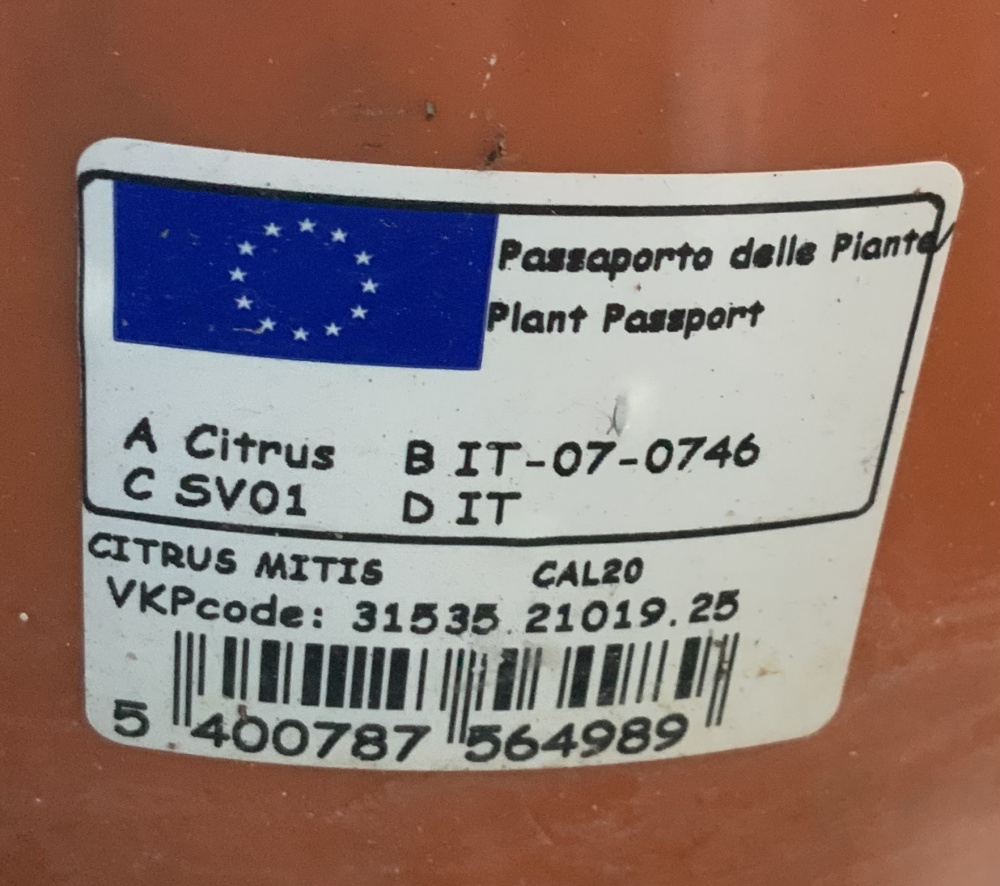 Passaporto delle Piante/
Plant Passport
A Citrus B IT-07-0746
C SV01 D IT
CITRUS MITIS CAL20
VKPcode: 31535 21019.25
5 400787 564989